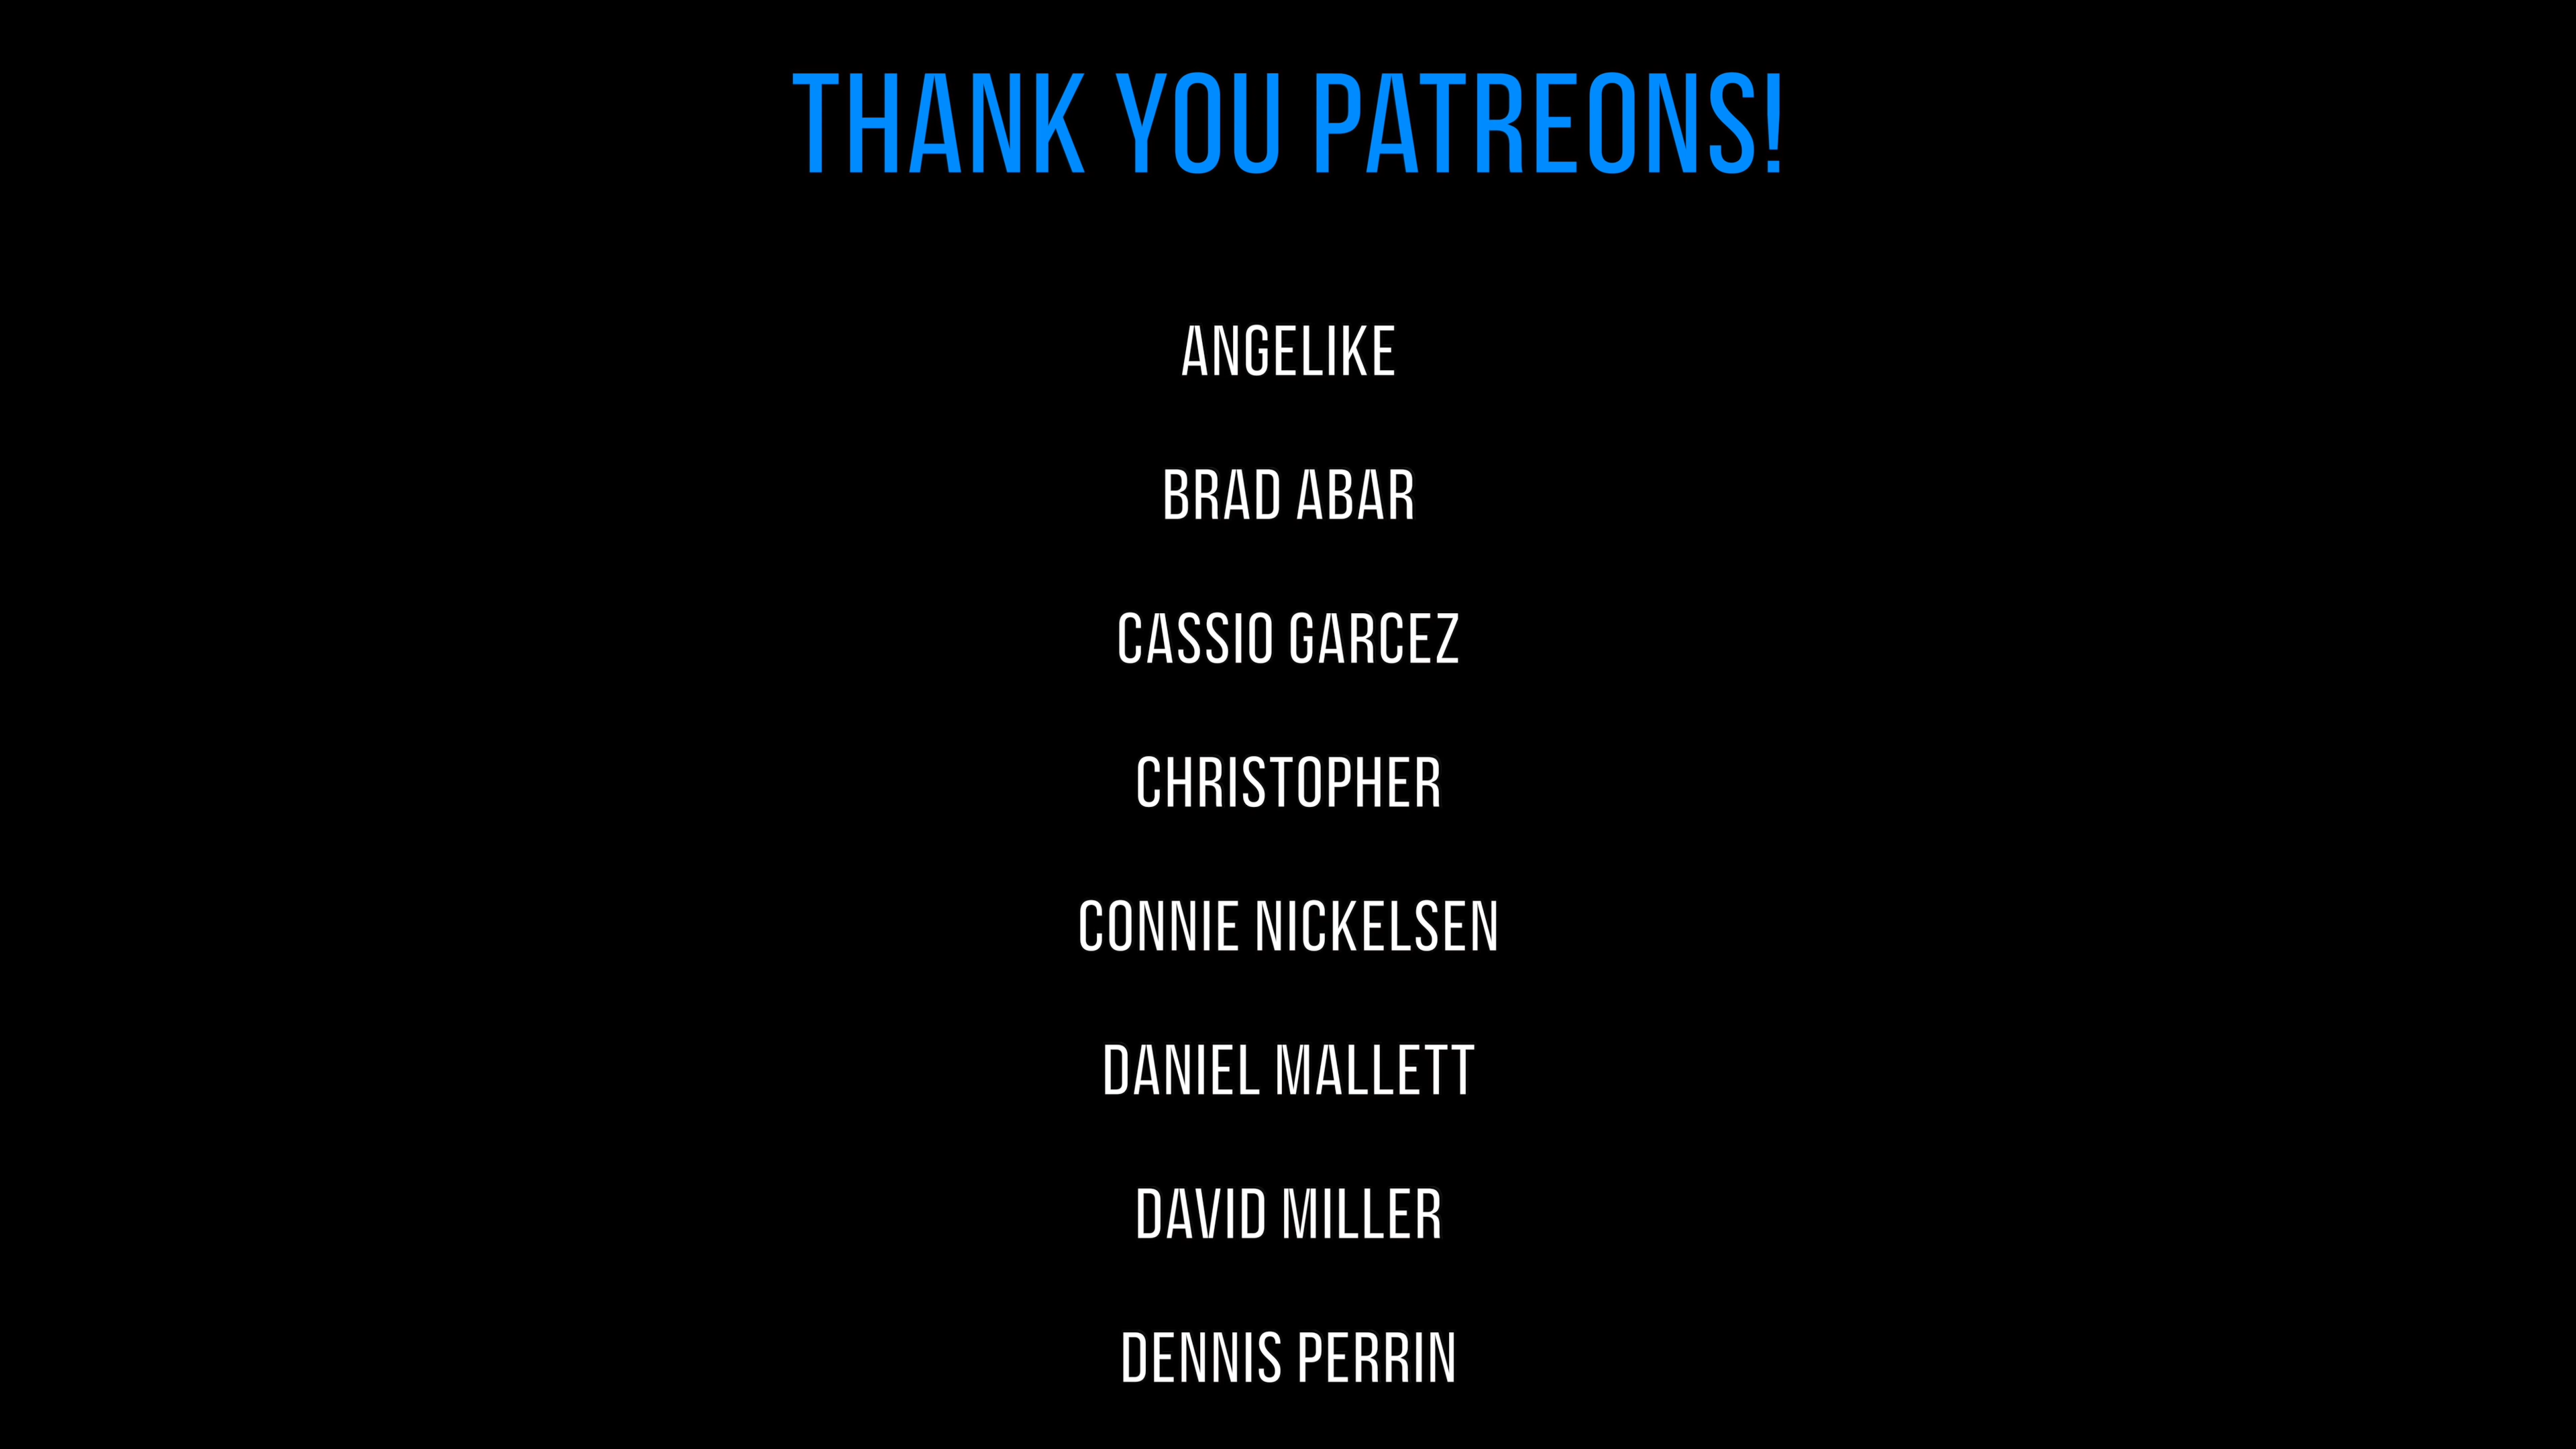 THANK YOU PATREONS!
ANGELIKE
BRAD ABAR
CASSIO GARCEZ
CHRISTOPHER
CONNIE NICKELSEN
DANIEL MALLETT
DAVID MILLER
DENNIS PERRIN